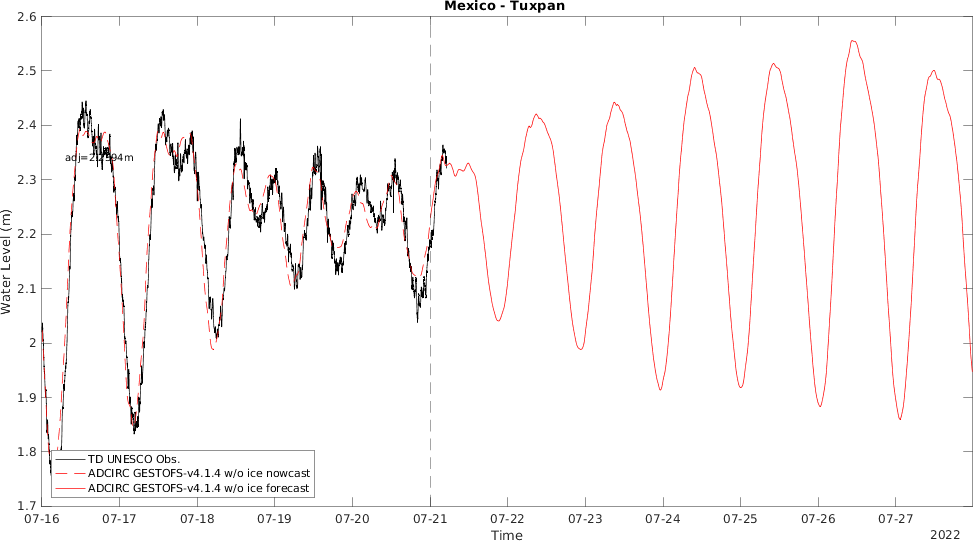 Mexico - Tuxpan
2.6
2.5
2.4
2.3
2.2
2.1
2
1.9
1.8
1.7
Water Level (m)
TD UNESCO Obs.
ADCIRC GESTOFS-v4.1.4 w/o ice nowcast
ADCIRC GESTOFS-v4.1.4 w/o ice forecast
07-16 07-17 07-18 07-19 07-20 07-21 07-22 07-23 07-24 07-25 07-26 07-27
Time
2022